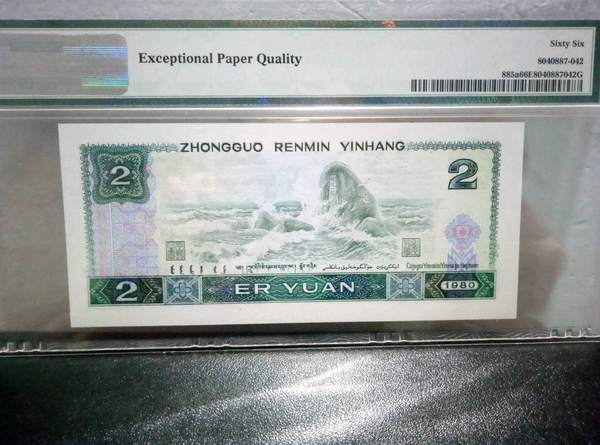 Exceptional Paper Quality
Sixty Six
8040887-042
885a66E8040887042G
ZHONGGUO RENMIN YINHANG
2
2
2
ER YUAN
1980